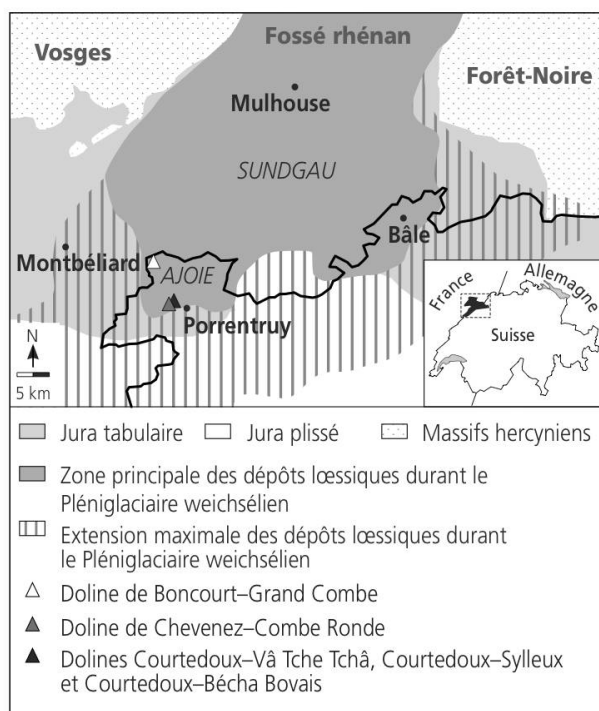 Vosges
Fossé rhénan
Forêt-Noire
Mulhouse
SUNDGAU
Montbéliard
Bâle
AJOIE
Porrentruy
N
5 km
France
Allemagne
Suisse
Jura tabulaire
Jura plissé
Massifs hercyniens
Zone principale des dépôts lœssiques durant le
Pléniglaciaire weichsélien
Extension maximale des dépôts lœssiques durant
le Pléniglaciaire weichsélien
Doline de Boncourt–Grand Combe
Doline de Chevenez–Combe Ronde
Dolines Courtedoux–Vâ Tche Tchâ, Courtedoux–Sylleux
et Courtedoux–Bécha Bovais